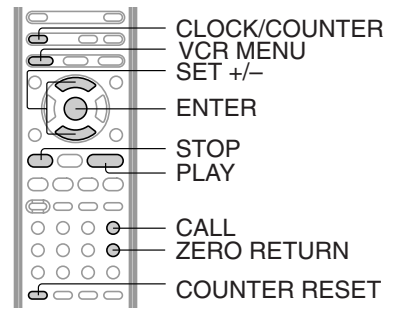 CLOCK/COUNTER
VCR MENU
SET +/–
ENTER
STOP
PLAY
CALL
ZERO RETURN
COUNTER RESET